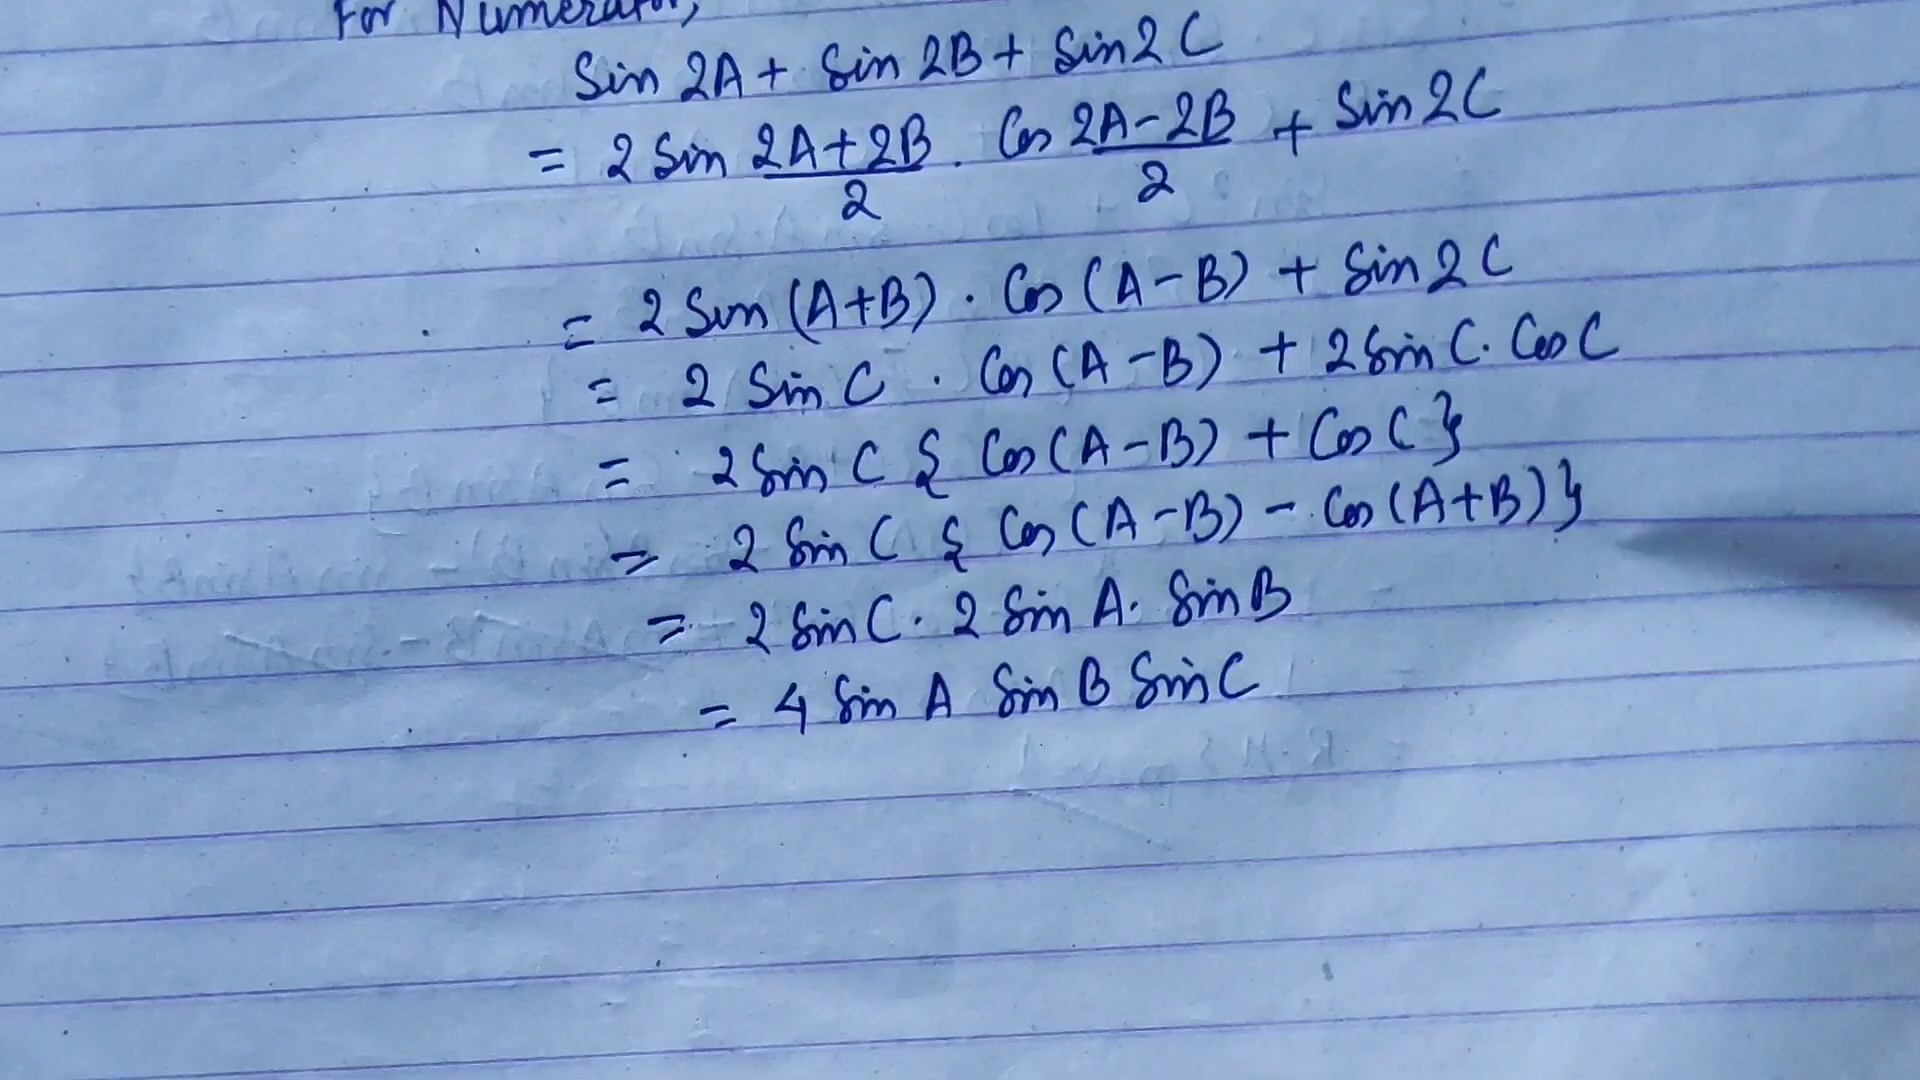 For Numerator,
Sin 2A + Sin 2B + Sin 2C
= 2 Sin (2A+2B)/2 . Cos (2A-2B)/2 + Sin 2C
= 2 Sin (A+B) . Cos (A-B) + Sin 2C
= 2 Sin C . Cos (A-B) + 2 Sin C. Cos C
= 2 Sin C { Cos (A-B) + Cos C }
= 2 Sin C { Cos (A-B) - Cos (A+B) }
= 2 Sin C. 2 Sin A. Sin B
= 4 Sin A Sin B Sin C